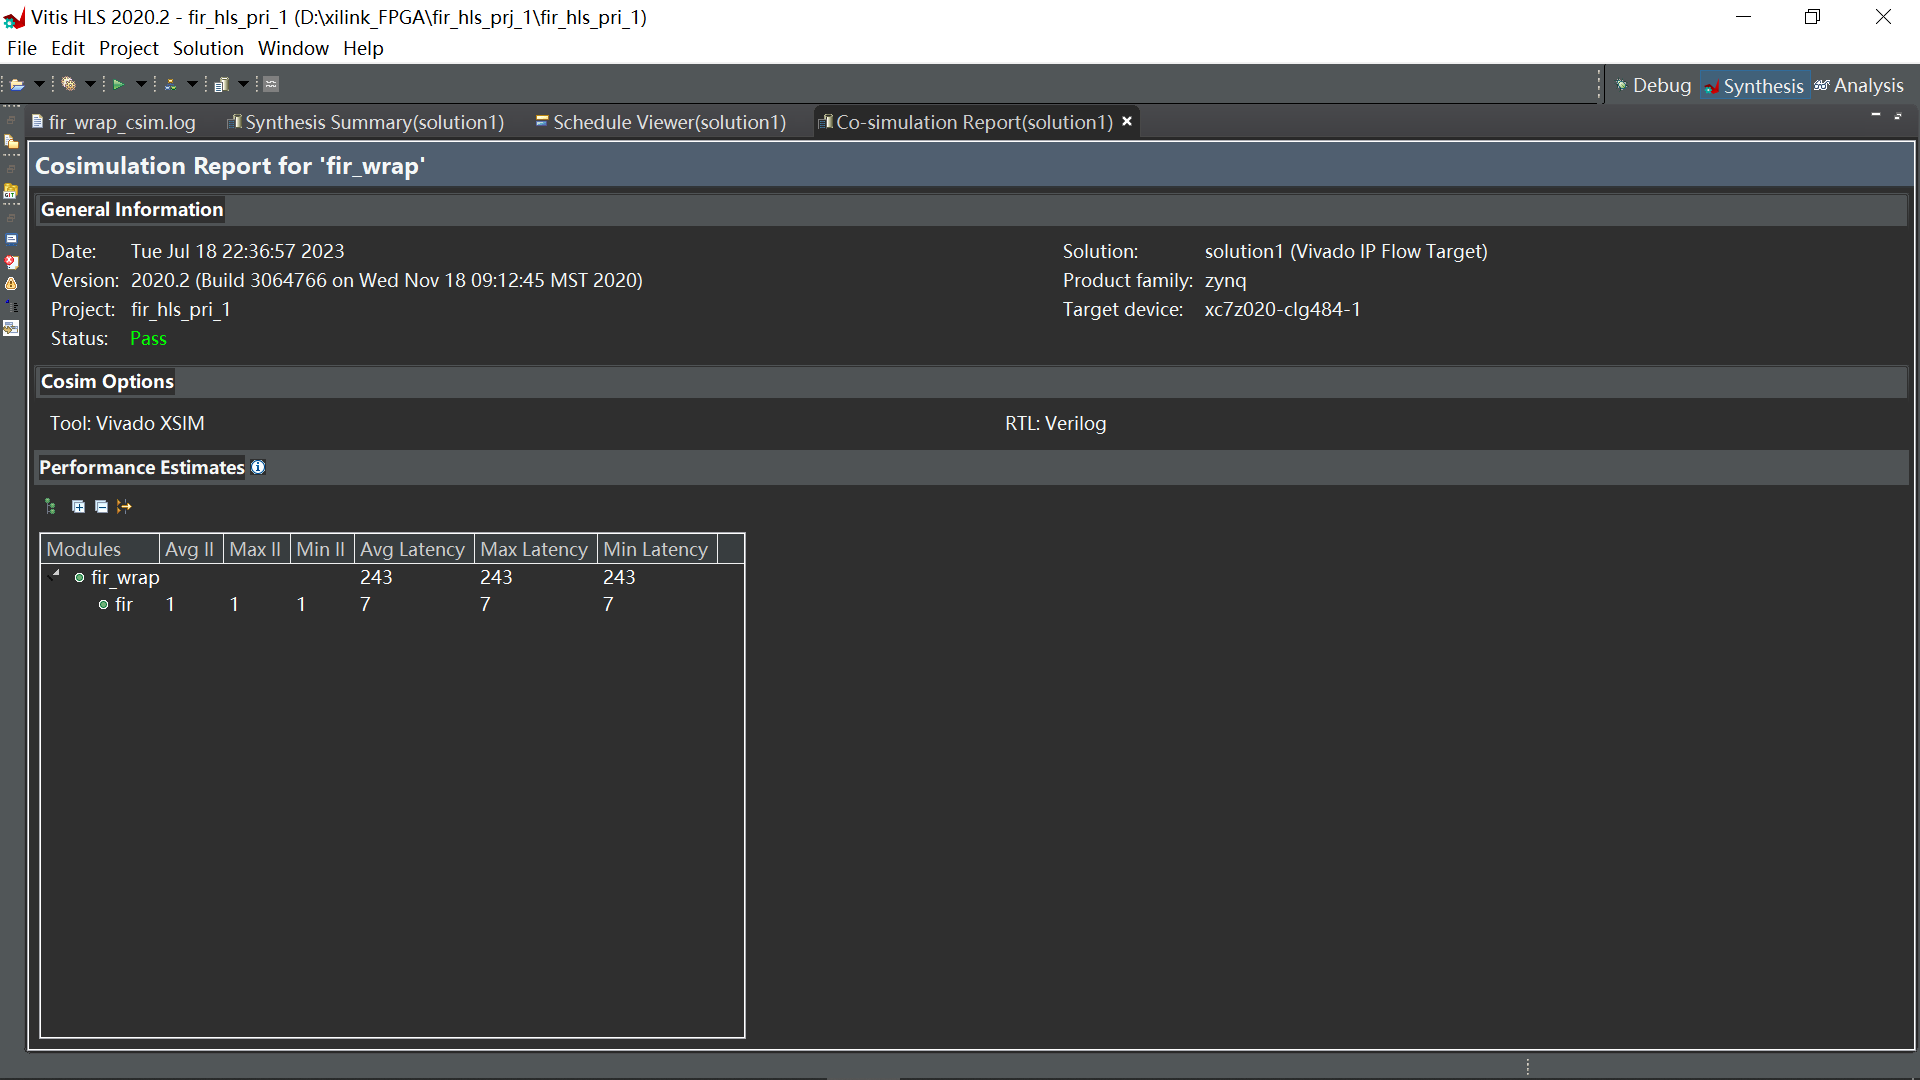 Vitis HLS 2020.2 - fir_hls_pri_1 (D:\xilink_FPGA\fir_hls_prj_1\fir_hls_pri_1)
File Edit Project Solution Window Help
Debug Synthesis Analysis
fir_wrap_csim.log Synthesis Summary(solution1) Schedule Viewer(solution1) Co-simulation Report(solution1)
Cosimulation Report for 'fir_wrap'
General Information
Date: Tue Jul 18 22:36:57 2023 Solution: solution1 (Vivado IP Flow Target)
Version: 2020.2 (Build 3064766 on Wed Nov 18 09:12:45 MST 2020) Product family: zynq
Project: fir_hls_pri_1 Target device: xc7z020-clg484-1
Status: Pass
Cosim Options
Tool: Vivado XSIM RTL: Verilog
Performance Estimates
Modules Avg II Max II Min II Avg Latency Max Latency Min Latency
fir_wrap 243 243 243
fir 1 1 1 7 7 7